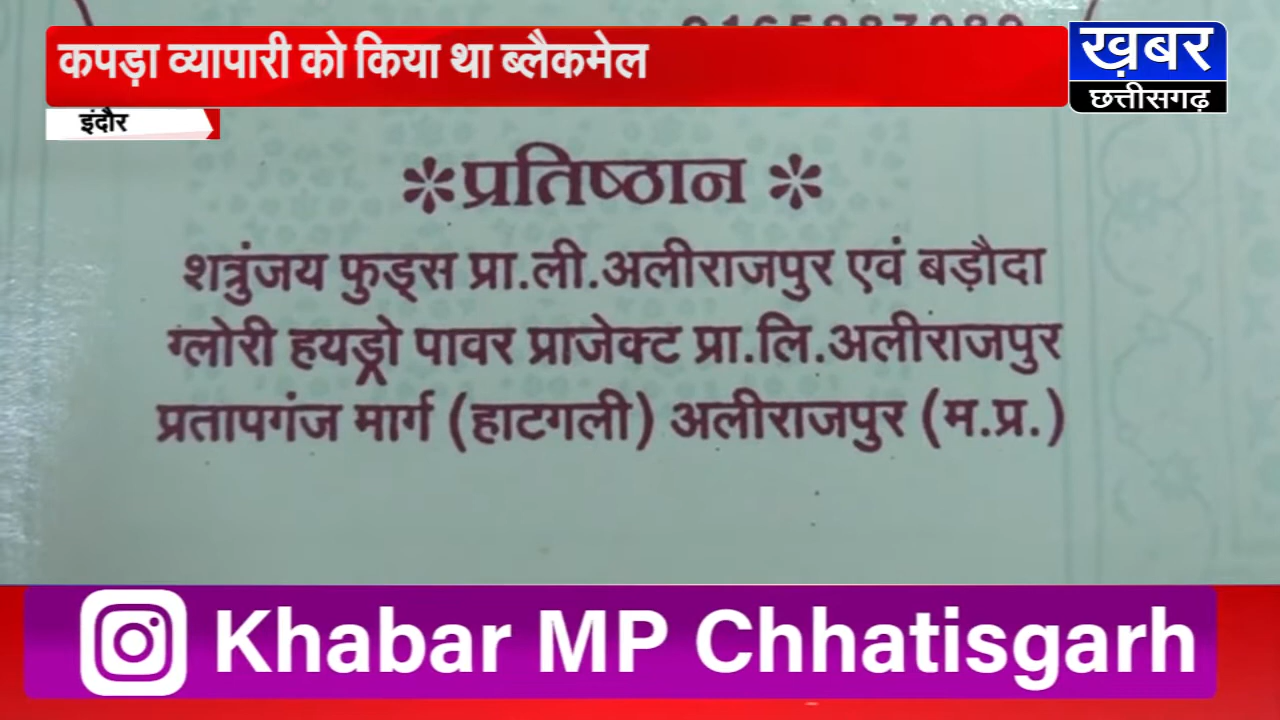 कपड़ा व्यापारी को किया था ब्लैकमेल
ख़बर
छत्तीसगढ़
इंदौर
*प्रतिष्ठान *
शत्रुंजय फुड्स प्रा.ली.अलीराजपुर एवं बड़ौदा
ग्लोरी हयड्रो पावर प्राजेक्ट प्रा.लि.अलीराजपुर
प्रतापगंज मार्ग (हाटगली) अलीराजपुर (म.प्र.)
Khabar MP Chhatisgarh